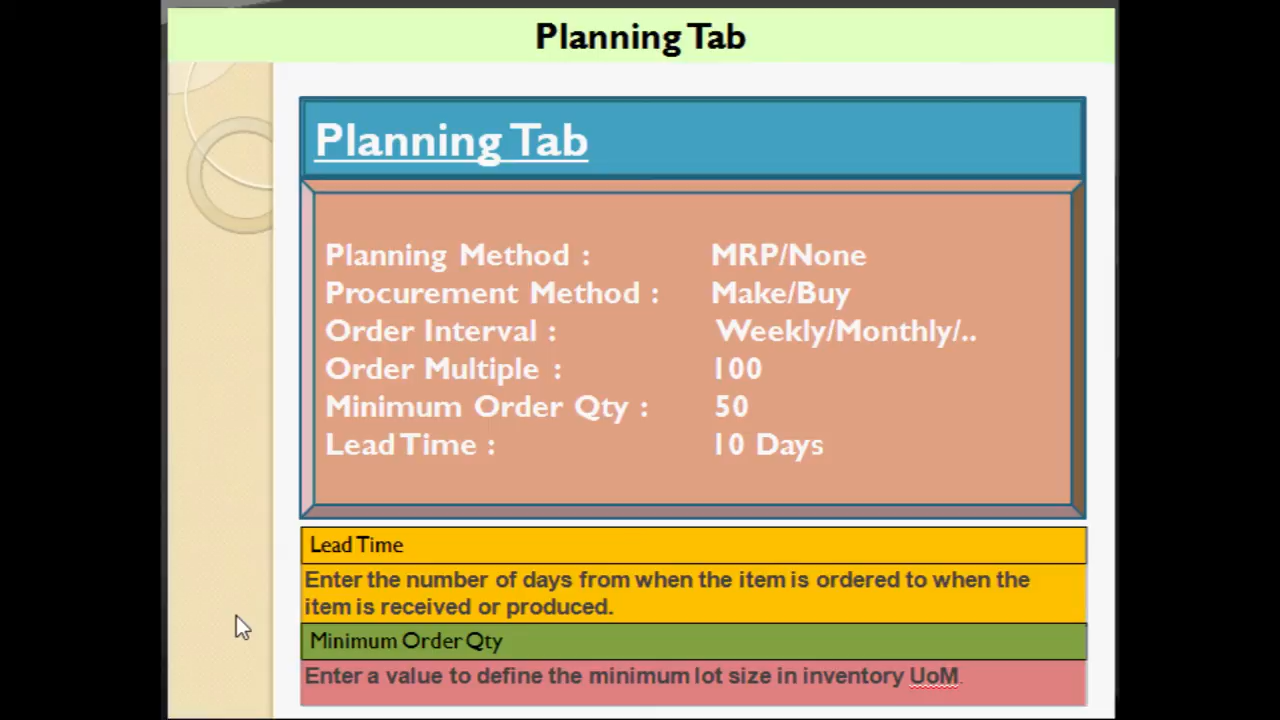 Planning Tab
Planning Tab
Planning Method : MRP/None
Procurement Method : Make/Buy
Order Interval : Weekly/Monthly/..
Order Multiple : 100
Minimum Order Qty : 50
Lead Time : 10 Days
Lead Time
Enter the number of days from when the item is ordered to when the
item is received or produced.
Minimum Order Qty
Enter a value to define the minimum lot size in inventory UoM.